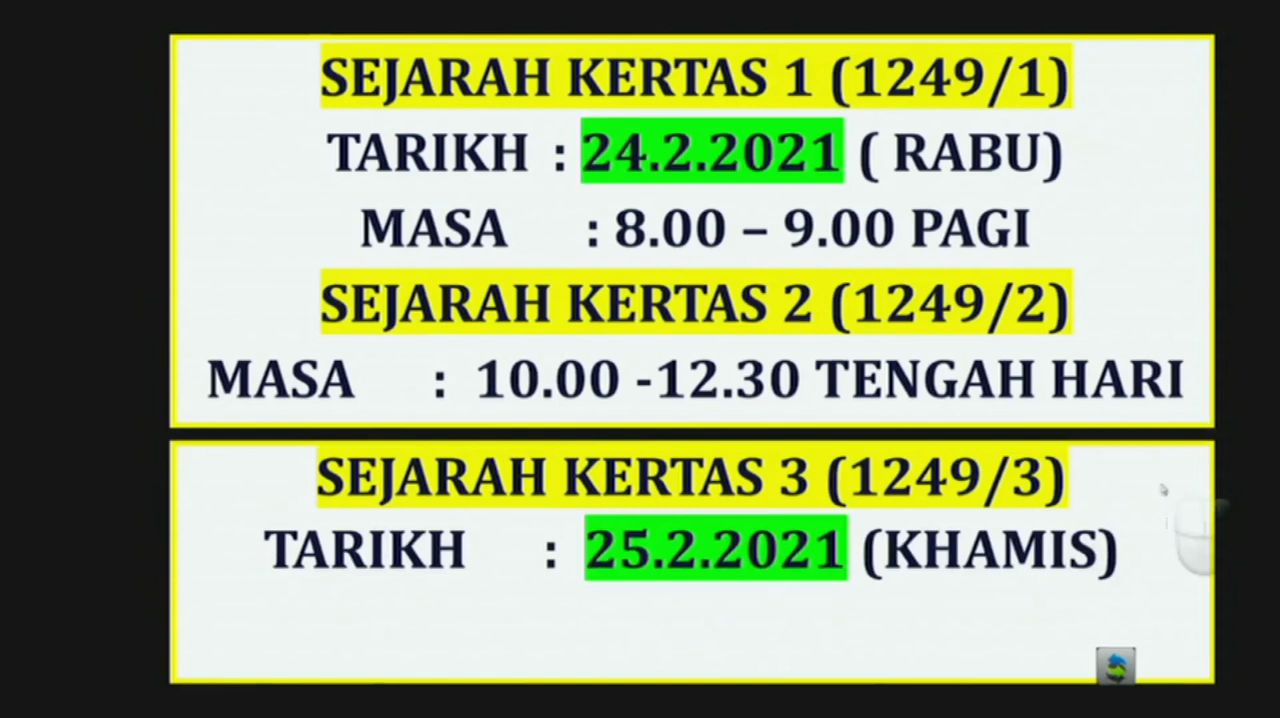 SEJARAH KERTAS 1 (1249/1)
TARIKH : 24.2.2021 ( RABU)
MASA : 8.00 – 9.00 PAGI
SEJARAH KERTAS 2 (1249/2)
MASA : 10.00 -12.30 TENGAH HARI
SEJARAH KERTAS 3 (1249/3)
TARIKH : 25.2.2021 (KHAMIS)